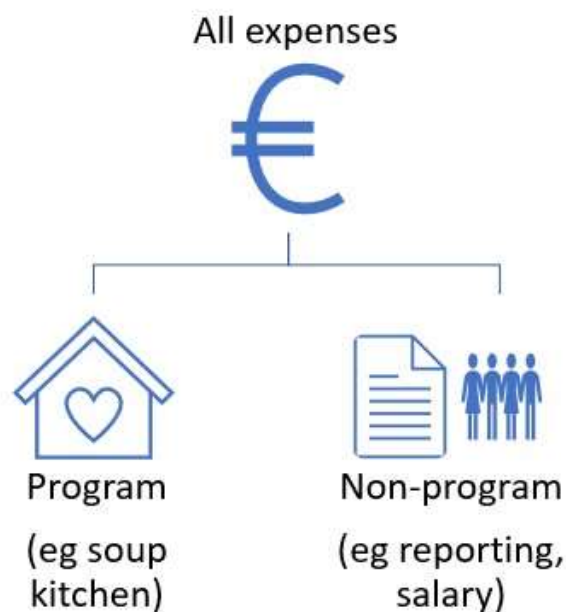 All expenses
€
Program
Non-program
(eg soup
kitchen)
(eg reporting,
salary)